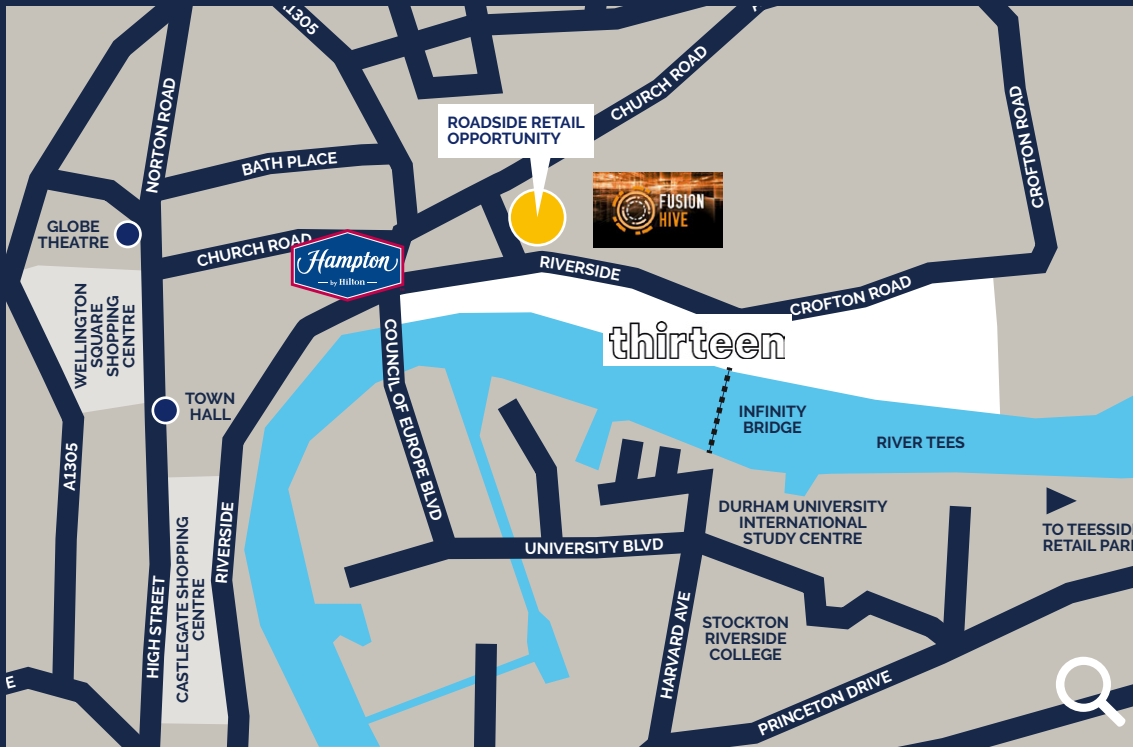 A1305
CHURCH ROAD
NORTON ROAD
CROFTON ROAD
ROADSIDE RETAIL
OPPORTUNITY
BATH PLACE
FUSION
HIVE
GLOBE
THEATRE
CHURCH ROAD
Hampton
by Hilton
RIVERSIDE
CROFTON ROAD
WELLINGTON
SQUARE
SHOPPING
CENTRE
thirteen
COUNCIL OF EUROPE BLVD
TOWN
HALL
INFINITY
BRIDGE
RIVER TEES
A1305
DURHAM UNIVERSITY
INTERNATIONAL
STUDY CENTRE
TO TEESSIDE
RETAIL PARK
RIVERSIDE
UNIVERSITY BLVD
CASTLEGATE SHOPPING
CENTRE
HIGH STREET
HARVARD AVE
STOCKTON
RIVERSIDE
COLLEGE
PRINCETON DRIVE